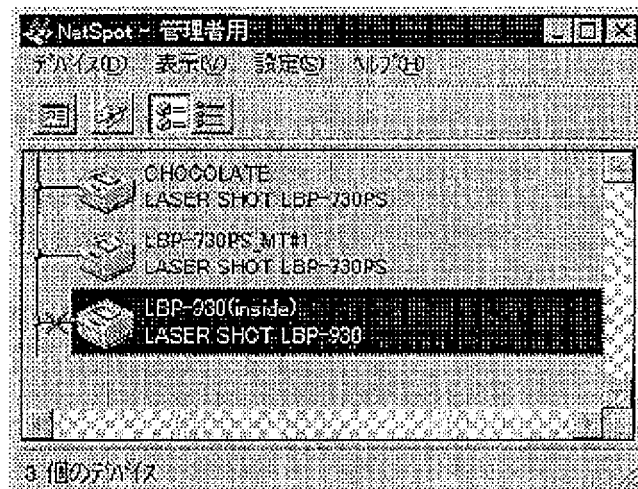 NetSpot - 管理者用
デバイス(D) 表示(V) 設定(S) ヘルプ(H)
CHOCOLATE
LASER SHOT LBP-730PS
LBP-730PS MT#1
LASER SHOT LBP-730PS
LBP-930(inside)
LASER SHOT LBP-930
3 個のデバイス